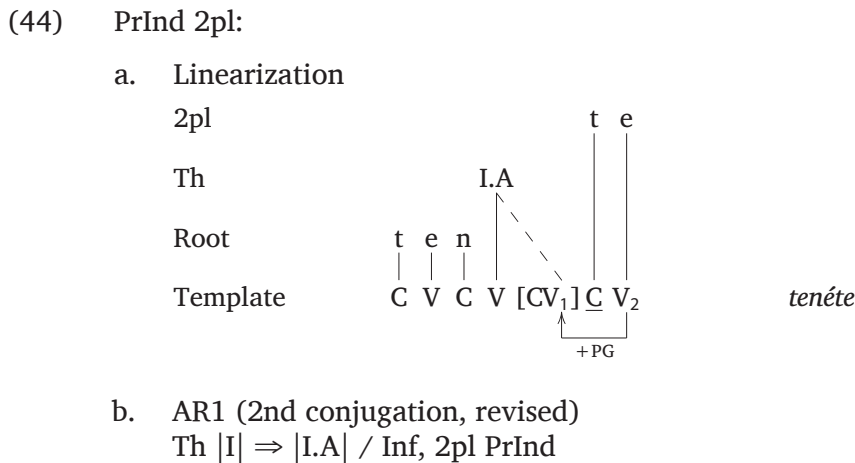 (44) PrInd 2pl:
a. Linearization
2pl t e
Th I.A
Root t e n
Template C V C V [CV₁] C V₂ tenéte
+PG
b. AR1 (2nd conjugation, revised)
Th |I| ⇒ |I.A| / Inf, 2pl PrInd